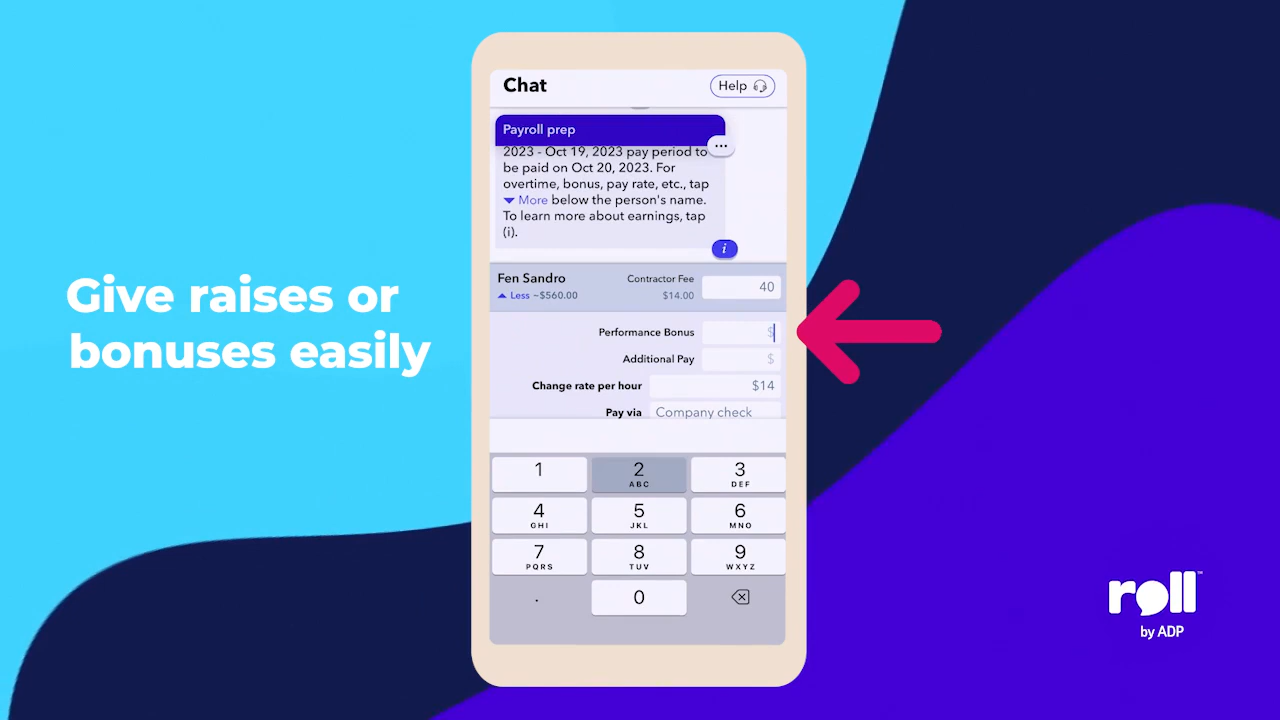 Give raises or
bonuses easily
Chat
Help
Payroll prep
2023 - Oct 19, 2023 pay period to
be paid on Oct 20, 2023. For
overtime, bonus, pay rate, etc., tap
More below the person's name.
To learn more about earnings, tap
(i).
i
Fen Sandro
Contractor Fee
40
Less ~$560.00
$14.00
Performance Bonus
$
Additional Pay
$
Change rate per hour
$14
Pay via
Company check
1
2
ABC
3
DEF
4
GHI
5
JKL
6
MNO
7
PQRS
8
TUV
9
WXYZ
.
0
roll™
by ADP